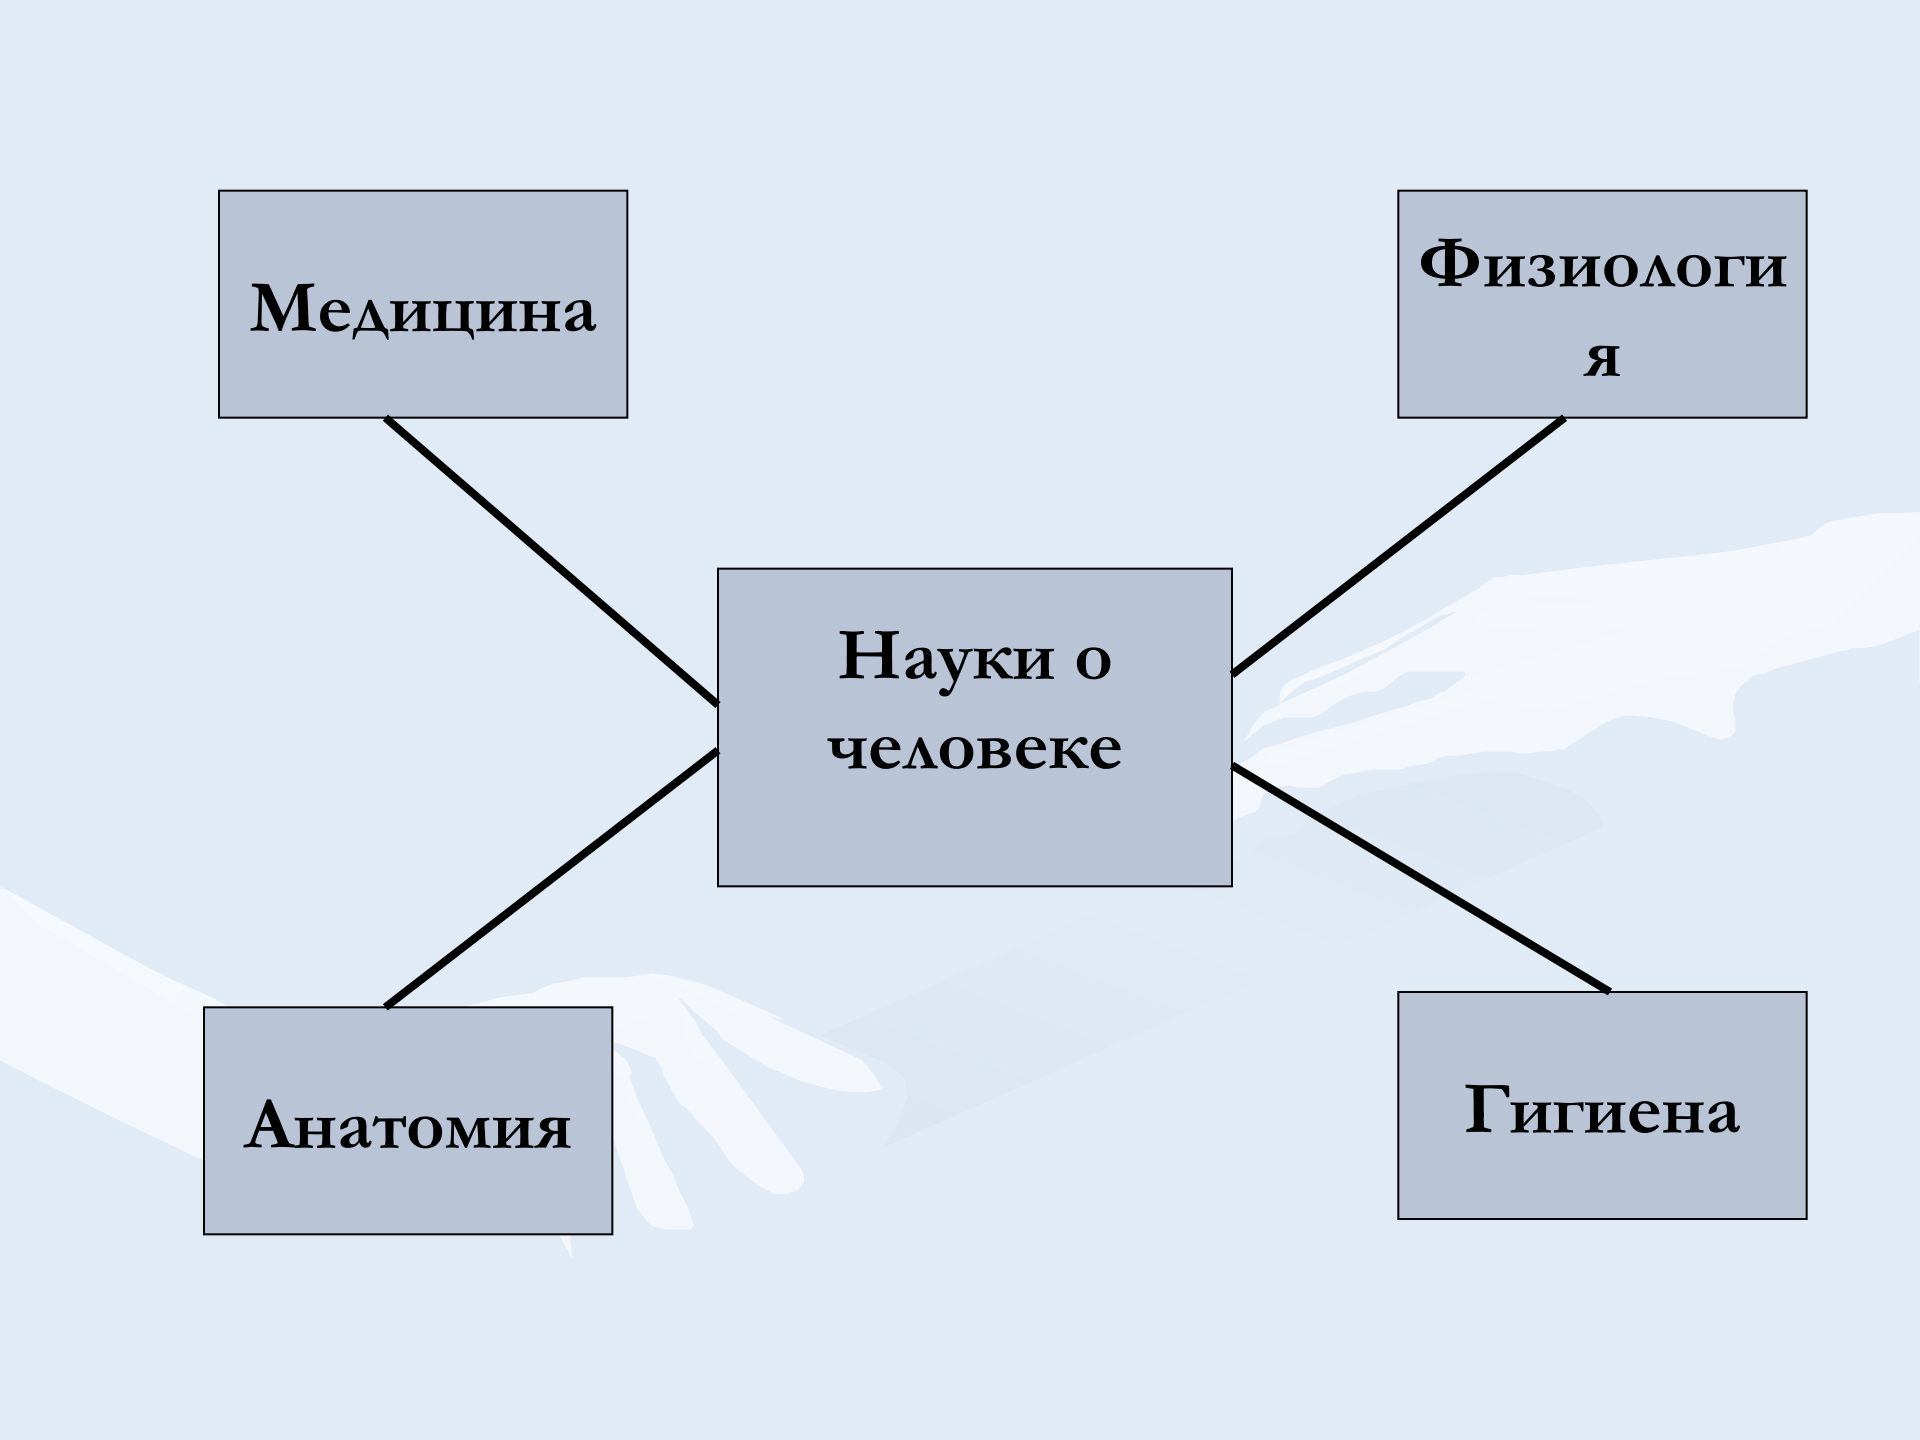 Медицина
Физиологи
я
Науки о
человеке
Анатомия
Гигиена